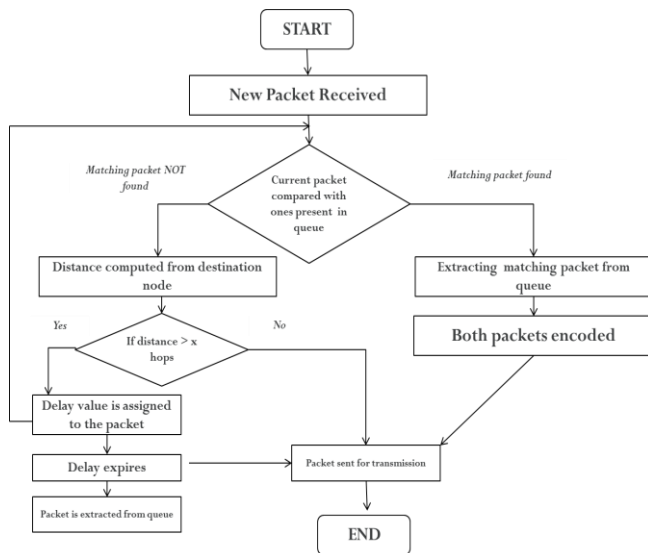 START
New Packet Received
Matching packet NOT
found
Current packet
compared with
ones present in
queue
Matching packet found
Distance computed from destination
node
Extracting matching packet from
queue
Yes
If distance > x
hops
No
Both packets encoded
Delay value is assigned
to the packet
Delay expires
Packet sent for transmission
Packet is extracted from queue
END